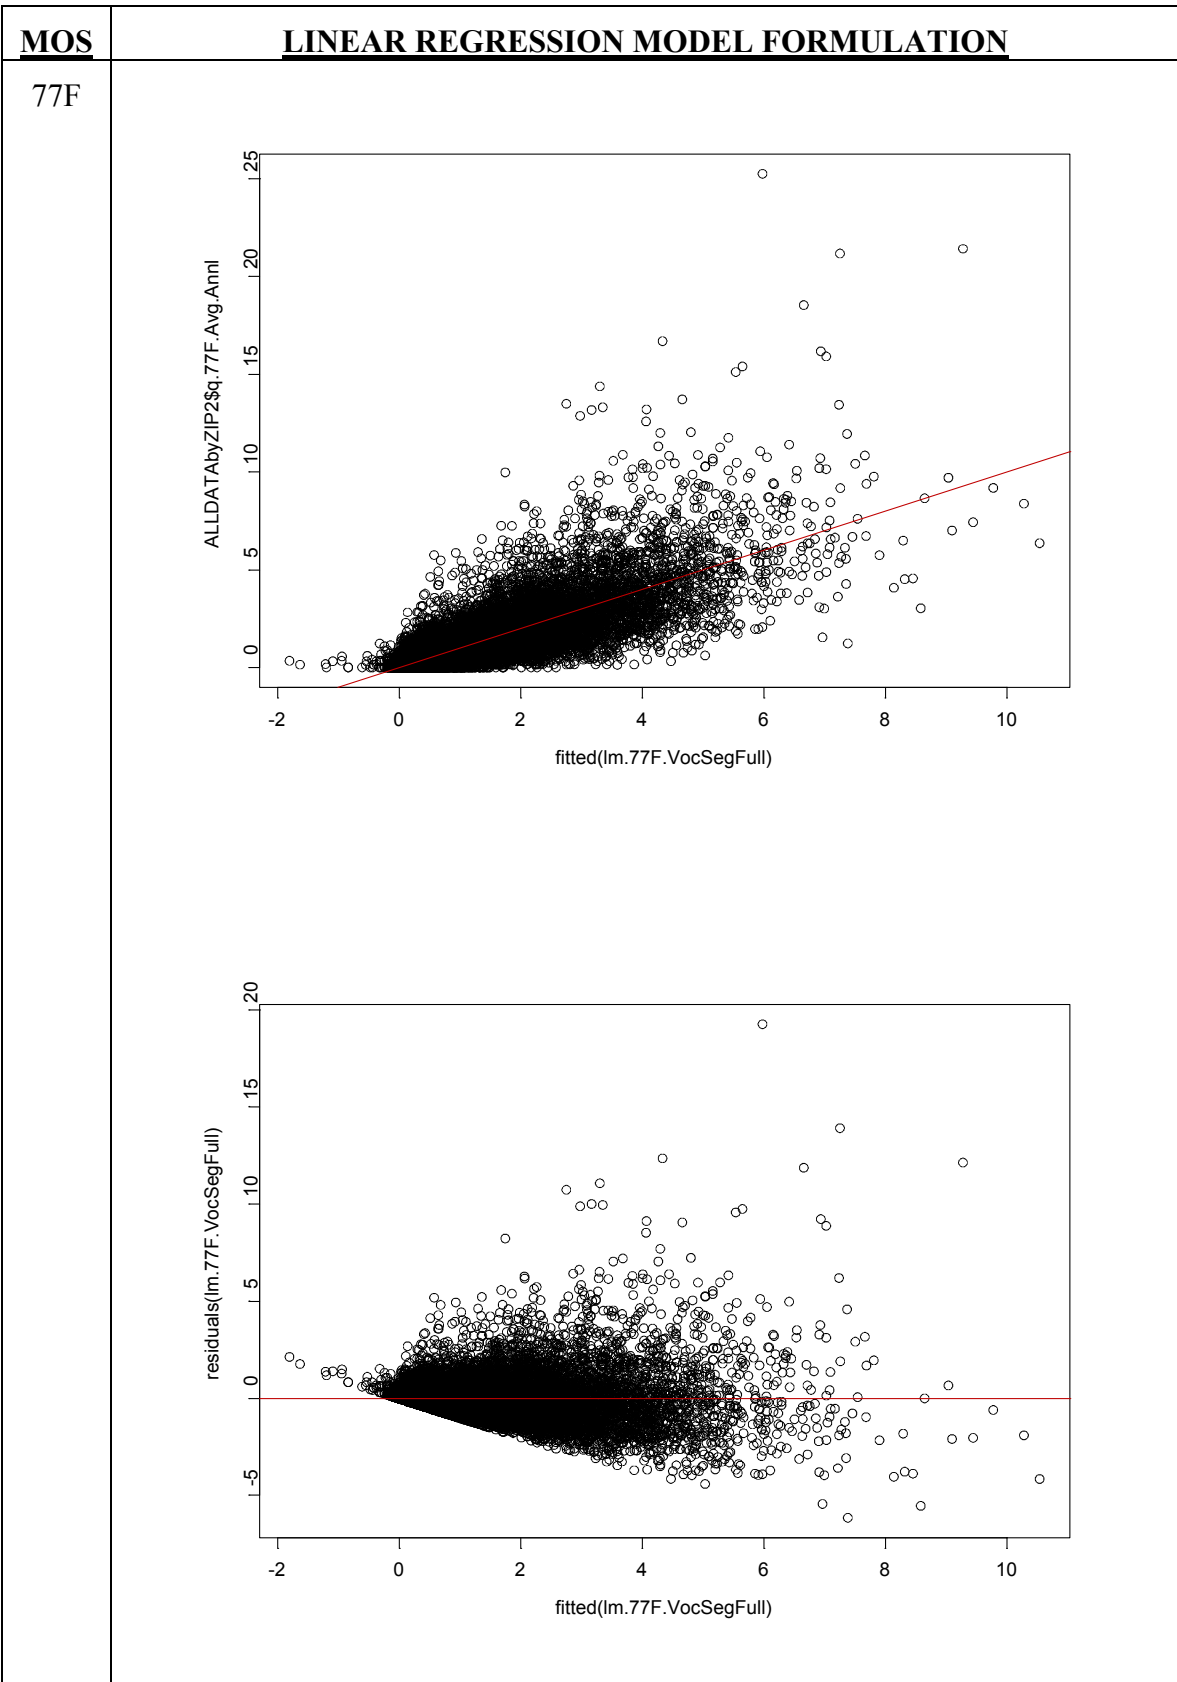 MOS LINEAR REGRESSION MODEL FORMULATION
77F
25
20
15
10
5
0
ALLDATAbyZIP2$q.77F.Avg.Annl
-2 0 2 4 6 8 10
fitted(lm.77F.VocSegFull)
20
15
10
5
0
-5
residuals(lm.77F.VocSegFull)
-2 0 2 4 6 8 10
fitted(lm.77F.VocSegFull)